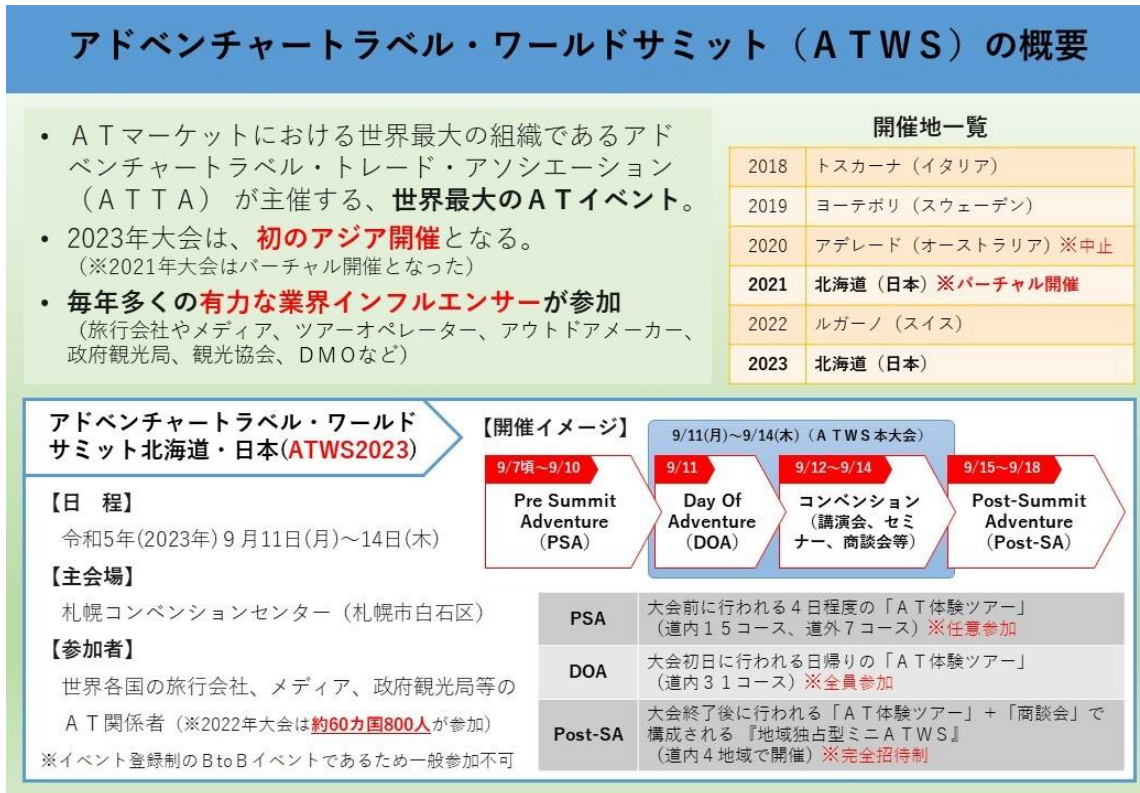 アドベンチャートラベル・ワールドサミット（ＡＴＷＳ）の概要
• ＡＴマーケットにおける世界最大の組織であるアド
ベンチャートラベル・トレード・アソシエーション
（ＡＴＴＡ） が主催する、世界最大のＡＴイベント。
• 2023年大会は、初のアジア開催となる。
（※2021年大会はバーチャル開催となった）
• 毎年多くの有力な業界インフルエンサーが参加
（旅行会社やメディア、ツアーオペレーター、アウトドアメーカー、
政府観光局、観光協会、ＤＭＯなど）
開催地一覧
2018 トスカーナ（イタリア）
2019 ヨーテボリ（スウェーデン）
2020 アデレード（オーストラリア）※中止
2021 北海道（日本）※バーチャル開催
2022 ルガーノ（スイス）
2023 北海道（日本）
アドベンチャートラベル・ワールド
サミット北海道・日本(ATWS2023)
【日　程】
令和5年(2023年) 9 月11日(月)～14日(木)
【主会場】
札幌コンベンションセンター（札幌市白石区）
【参加者】
世界各国の旅行会社、メディア、政府観光局等の
ＡＴ関係者（※2022年大会は約60カ国800人が参加）
※イベント登録制のＢtoＢイベントであるため一般参加不可
【開催イメージ】
9/11(月)～9/14(木)（ＡＴＷＳ本大会）
9/7頃～9/10
Pre Summit
Adventure
（PSA）
9/11
Day Of
Adventure
（DOA）
9/12～9/14
コンベンション
（講演会、セミ
ナー、商談会等）
9/15～9/18
Post-Summit
Adventure
（Post-SA）
PSA
大会前に行われる４日程度の「ＡＴ体験ツアー」
（道内１５コース、道外７コース）※任意参加
DOA
大会初日に行われる日帰りの「ＡＴ体験ツアー」
（道内３１コース）※全員参加
Post-SA
大会終了後に行われる「ＡＴ体験ツアー」＋「商談会」で
構成される 『地域独占型ミニＡＴＷＳ』
（道内４地域で開催）※完全招待制